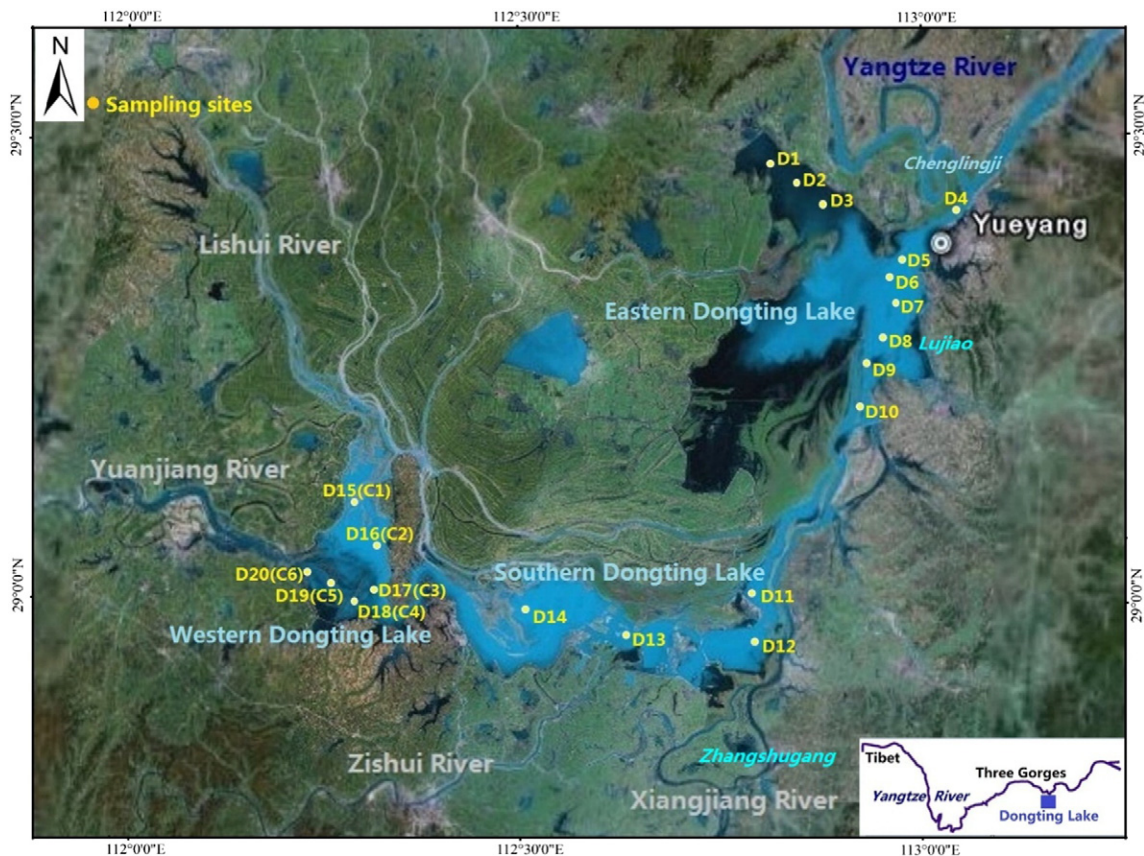 112°0'0"E
112°30'0"E
113°0'0"E
N
Sampling sites
Yangtze River
29°30'0"N
29°30'0"N
Chenglingji
D1
D2
D3
D4
Yueyang
Lishui River
D5
D6
D7
Eastern Dongting Lake
D8
Lujiao
D9
D10
Yuanjiang River
D15(C1)
D16(C2)
D20(C6)
D19(C5)
D17(C3)
D18(C4)
Southern Dongting Lake
D11
29°0'0"N
29°0'0"N
D14
Western Dongting Lake
D13
D12
Zishui River
Zhangshugang
Xiangjiang River
Tibet
Three Gorges
Yangtze River
Dongting Lake
112°0'0"E
112°30'0"E
113°0'0"E